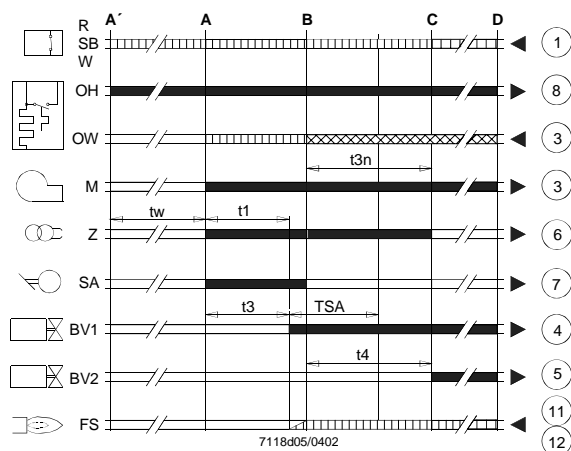 R A´ A B C D
SB 1
W
OH 8
OW 3
t3n
M 3
tw t1
Z 6
SA 7
t3 TSA
BV1 4
t4
BV2 5
11
FS
7118d05/0402 12